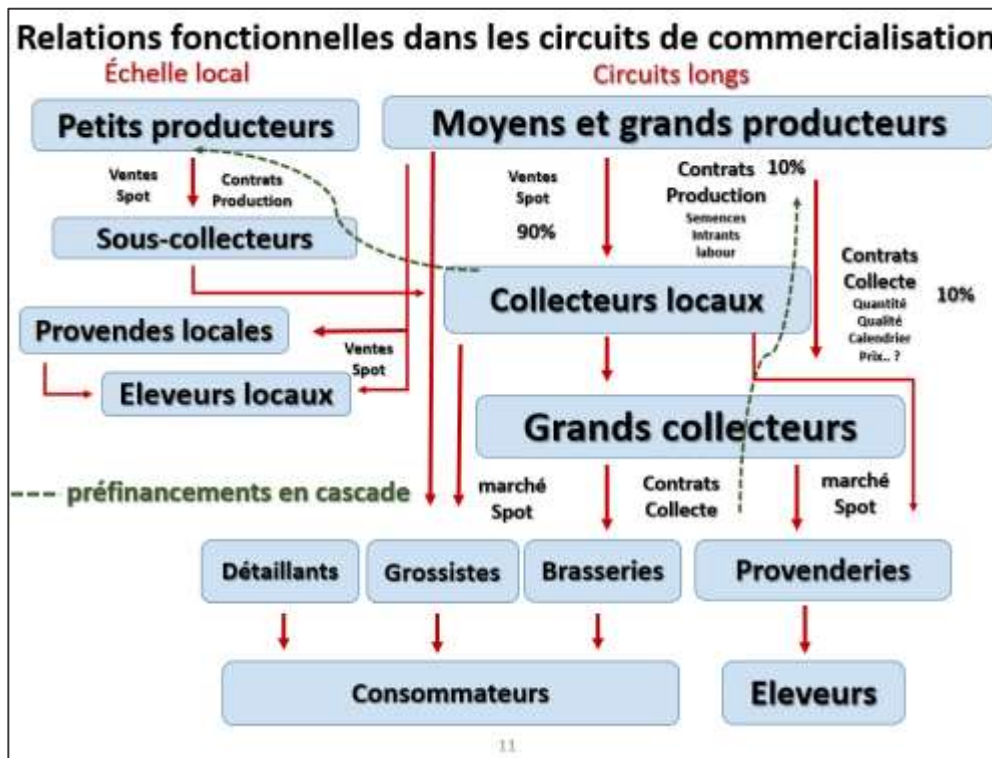 Relations fonctionnelles dans les circuits de commercialisation
Échelle local
Circuits longs
Petits producteurs
Moyens et grands producteurs
Ventes
Spot
Contrats
Production
Ventes
Spot
90%
Contrats 10%
Production
Semences
Intrants
labour
Sous-collecteurs
Collecteurs locaux
Contrats
Collecte
10%
Quantité
Qualité
Calendrier
Prix.. ?
Provendes locales
Ventes
Spot
Eleveurs locaux
Grands collecteurs
préfinancements en cascade
marché
Spot
Contrats
Collecte
marché
Spot
Détaillants
Grossistes
Brasseries
Provenderies
Consommateurs
Eleveurs
11